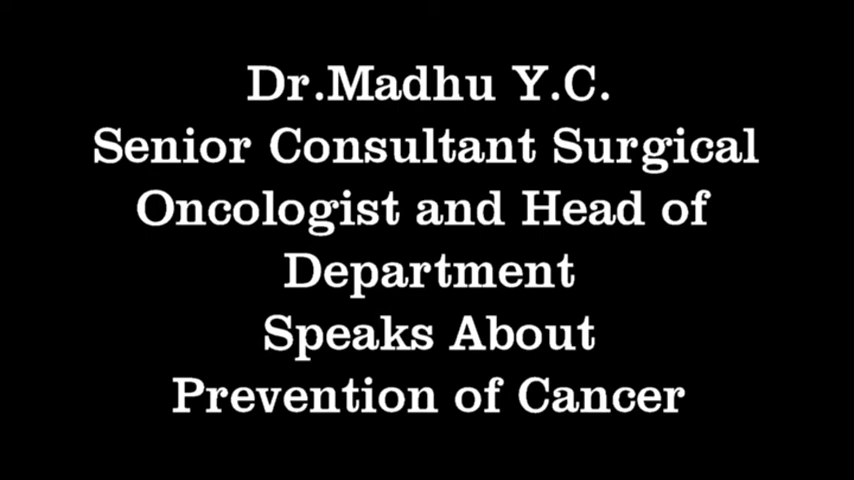 Dr.Madhu Y.C.
Senior Consultant Surgical
Oncologist and Head of
Department
Speaks About
Prevention of Cancer